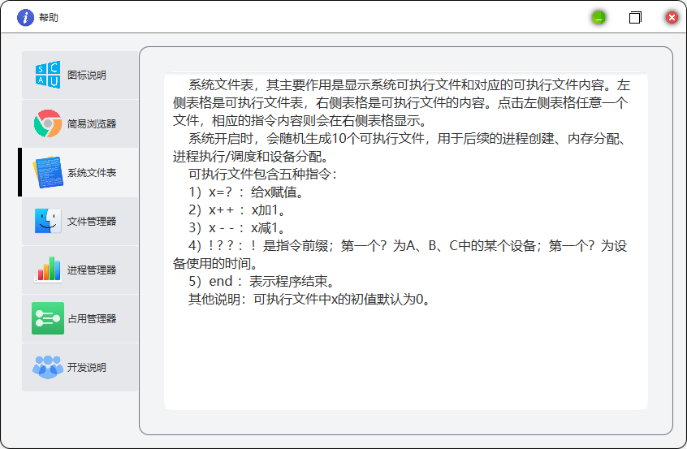 帮助
图标说明
简易浏览器
系统文件表
文件管理器
进程管理器
占用管理器
开发说明
系统文件表，其主要作用是显示系统可执行文件和对应的可执行文件内容。左
侧表格是可执行文件表，右侧表格是可执行文件的内容。点击左侧表格任意一个
文件，相应的指令内容则会在右侧表格显示。
系统开启时，会随机生成10个可执行文件，用于后续的进程创建、内存分配、
进程执行/调度和设备分配。
可执行文件包含五种指令：
1）x=？：给x赋值。
2）x++：x加1。
3）x - -：x减1。
4）！? ?：！是指令前缀；第一个？为A、B、C中的某个设备；第一个？为设
备使用的时间。
5）end ：表示程序结束。
其他说明：可执行文件中x的初值默认为0。